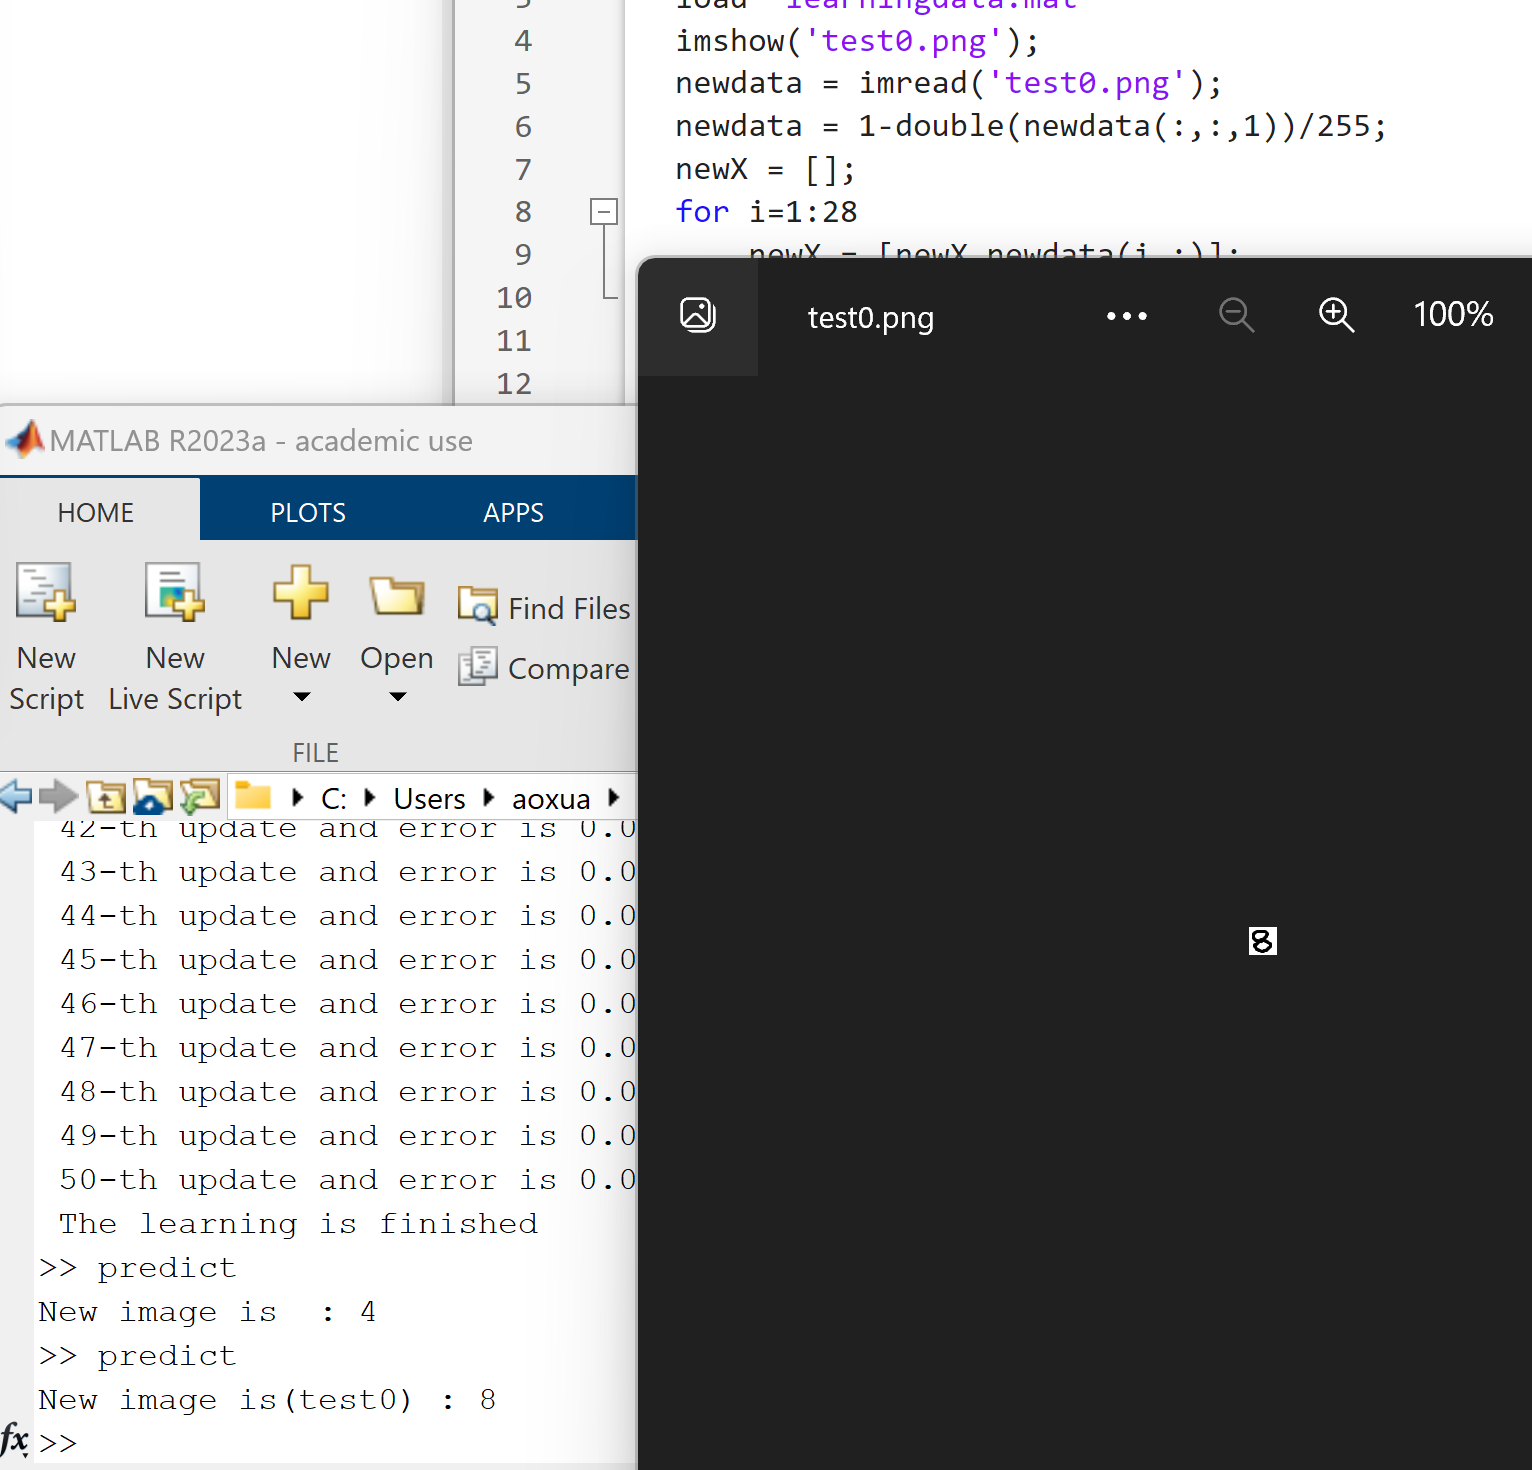 3
load 'learningdata.mat'
4
imshow('test0.png');
5
newdata = imread('test0.png');
6
newdata = 1-double(newdata(:,:,1))/255;
7
newX = [];
8
for i=1:28
9
newX = [newX newdata(i,:)];
10
11
12
test0.png
100%
8
MATLAB R2023a - academic use
HOME
PLOTS
APPS
New
Script
New
Live Script
New
Open
Find Files
Compare
FILE
C:
Users
aoxua
42-th update and error is 0.0
43-th update and error is 0.0
44-th update and error is 0.0
45-th update and error is 0.0
46-th update and error is 0.0
47-th update and error is 0.0
48-th update and error is 0.0
49-th update and error is 0.0
50-th update and error is 0.0
The learning is finished
>> predict
New image is  : 4
>> predict
New image is(test0) : 8
fx >>